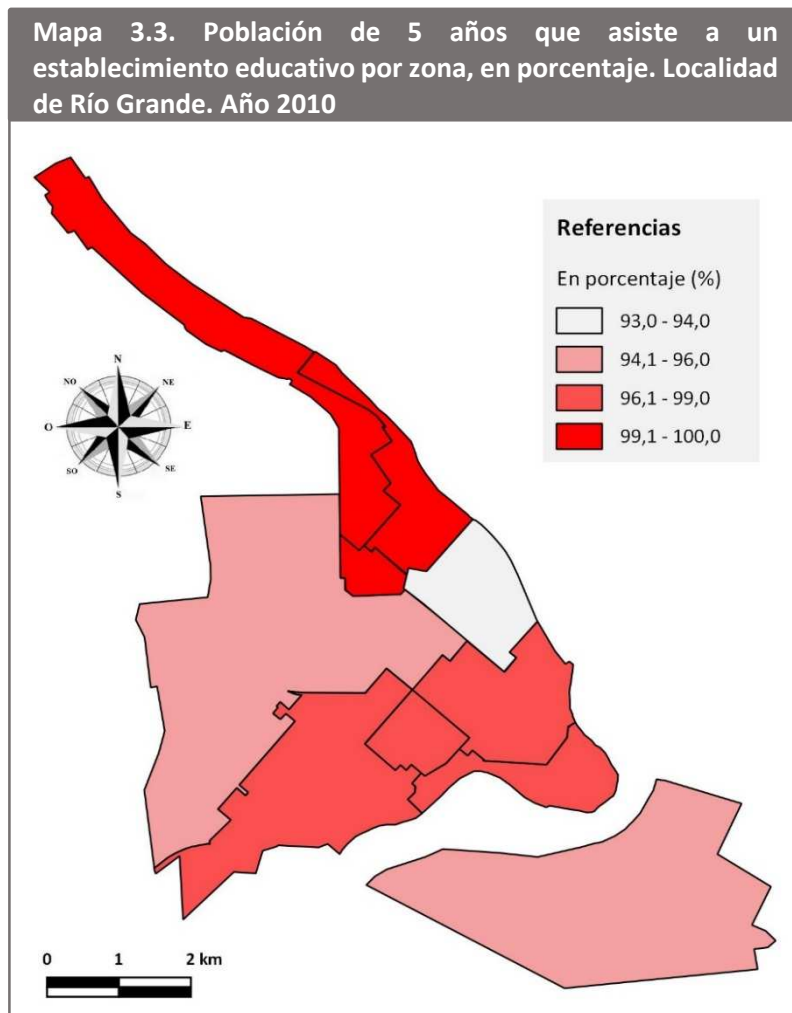 Mapa 3.3. Población de 5 años que asiste a un
establecimiento educativo por zona, en porcentaje. Localidad
de Río Grande. Año 2010
Referencias
En porcentaje (%)
93,0 - 94,0
94,1 - 96,0
96,1 - 99,0
99,1 - 100,0
N
NO
NE
O
E
SO
SE
S
0 1 2 km